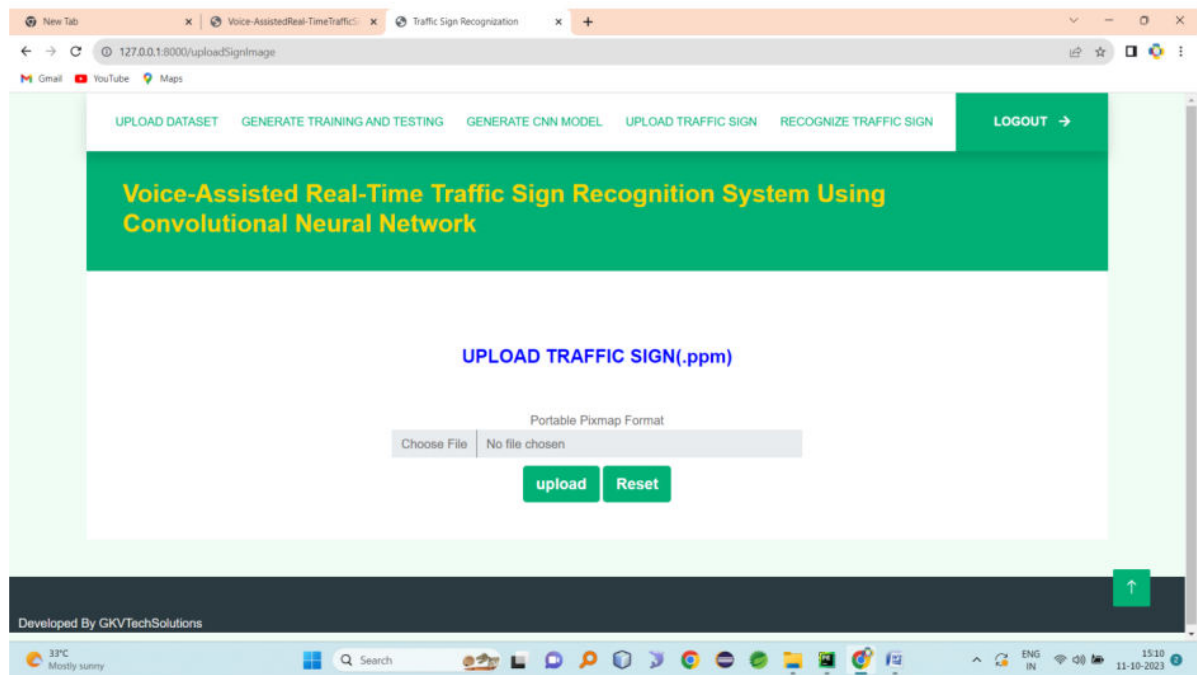 New Tab
Voice-AssistedReal-TimeTrafficS
Traffic Sign Recognization
127.0.0.1:8000/uploadSignImage
Gmail YouTube Maps
UPLOAD DATASET GENERATE TRAINING AND TESTING GENERATE CNN MODEL UPLOAD TRAFFIC SIGN RECOGNIZE TRAFFIC SIGN LOGOUT →
Voice-Assisted Real-Time Traffic Sign Recognition System Using
Convolutional Neural Network
UPLOAD TRAFFIC SIGN(.ppm)
Portable Pixmap Format
Choose File No file chosen
upload Reset
Developed By GKVTechSolutions
33°C
Mostly sunny
Search
ENG
IN
15:10
11-10-2023